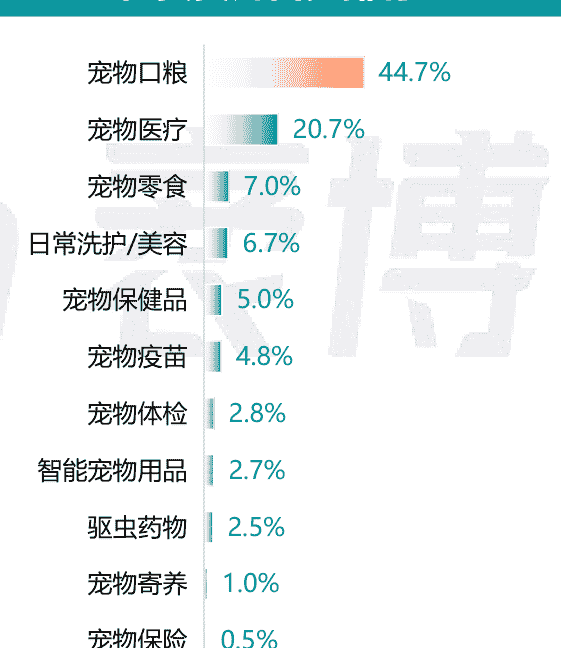 宠物口粮 44.7%
宠物医疗 20.7%
宠物零食 7.0%
日常洗护/美容 6.7%
宠物保健品 5.0%
宠物疫苗 4.8%
宠物体检 2.8%
智能宠物用品 2.7%
驱虫药物 2.5%
宠物寄养 1.0%
宠物保险 0.5%